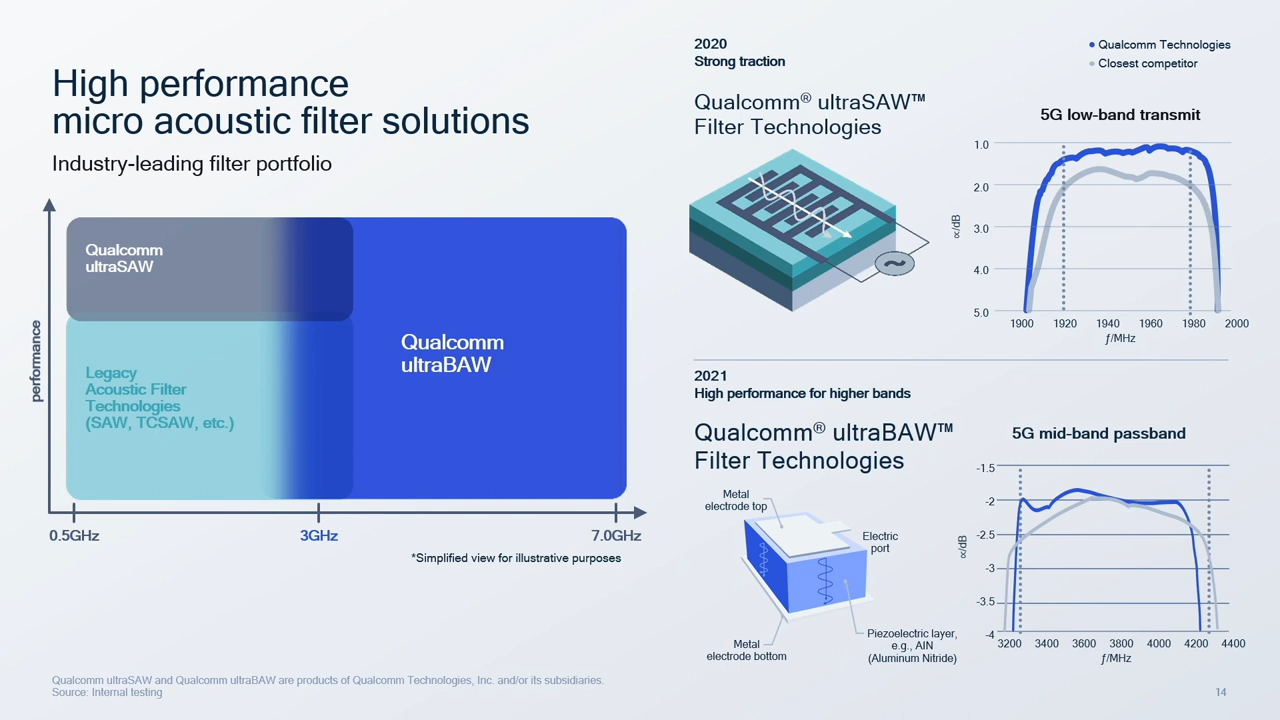 High performance
micro acoustic filter solutions
Industry-leading filter portfolio
performance
Qualcomm
ultraSAW
Legacy
Acoustic Filter
Technologies
(SAW, TCSAW, etc.)
Qualcomm
ultraBAW
0.5GHz
3GHz
7.0GHz
*Simplified view for illustrative purposes
2020
Strong traction
Qualcomm® ultraSAW™
Filter Technologies
Qualcomm Technologies
Closest competitor
5G low-band transmit
1.0
2.0
3.0
4.0
5.0
∝/dB
1900 1920 1940 1960 1980 2000
ƒ/MHz
2021
High performance for higher bands
Qualcomm® ultraBAW™
Filter Technologies
Metal
electrode top
Electric
port
Metal
electrode bottom
Piezoelectric layer,
e.g., AIN
(Aluminum Nitride)
5G mid-band passband
-1.5
-2
-2.5
-3
-3.5
-4
∝/dB
3200 3400 3600 3800 4000 4200 4400
ƒ/MHz
Qualcomm ultraSAW and Qualcomm ultraBAW are products of Qualcomm Technologies, Inc. and/or its subsidiaries.
Source: Internal testing
14